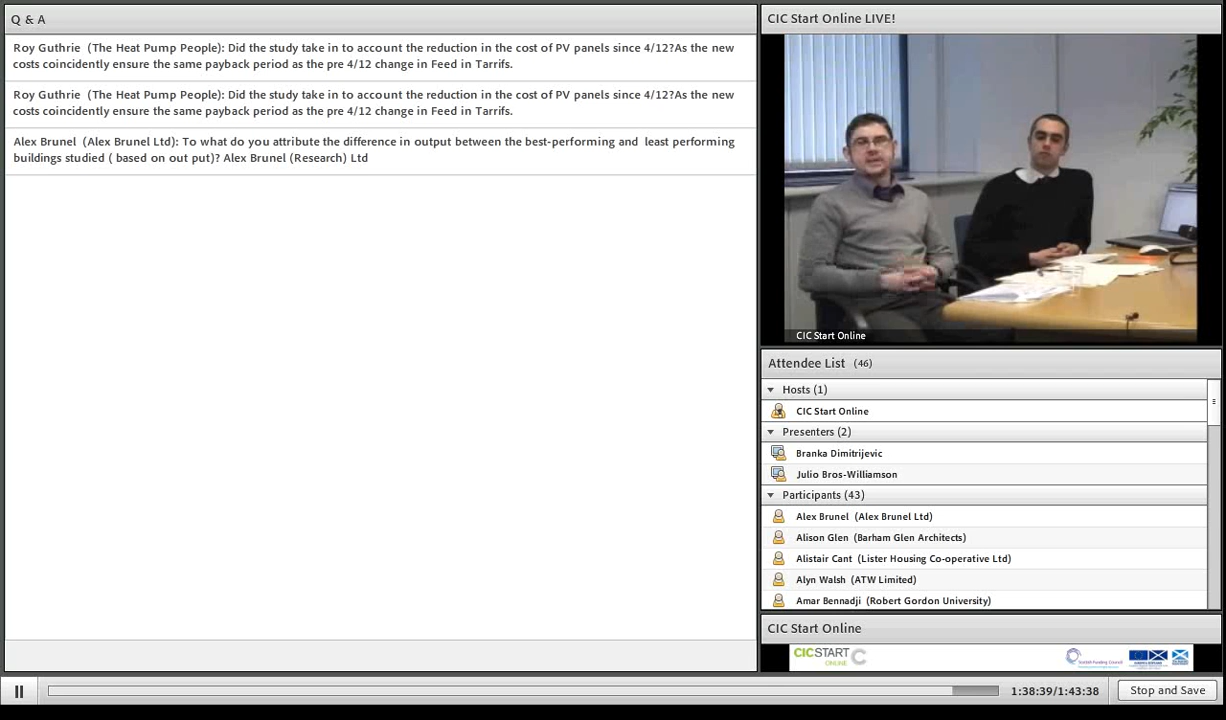 Q & A
Roy Guthrie (The Heat Pump People): Did the study take in to account the reduction in the cost of PV panels since 4/12?As the new
costs coincidently ensure the same payback period as the pre 4/12 change in Feed in Tarrifs.
Roy Guthrie (The Heat Pump People): Did the study take in to account the reduction in the cost of PV panels since 4/12?As the new
costs coincidently ensure the same payback period as the pre 4/12 change in Feed in Tarrifs.
Alex Brunel (Alex Brunel Ltd): To what do you attribute the difference in output between the best-performing and least performing
buildings studied ( based on out put)? Alex Brunel (Research) Ltd
CIC Start Online LIVE!
CIC Start Online
Attendee List (46)
Hosts (1)
CIC Start Online
Presenters (2)
Branka Dimitrijevic
Julio Bros-Williamson
Participants (43)
Alex Brunel (Alex Brunel Ltd)
Alison Glen (Barham Glen Architects)
Alistair Cant (Lister Housing Co-operative Ltd)
Alyn Walsh (ATW Limited)
Amar Bennadji (Robert Gordon University)
CIC Start Online
CICSTART
ONLINE
1:38:39/1:43:38
Stop and Save